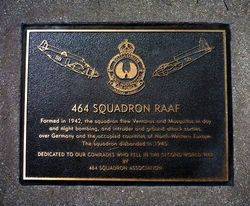 464 SQUADRON RAAF
Formed in 1942, the squadron flew Venturas and Mosquitos in day
and night bombing, and intruder and ground attack sorties,
over Germany and the occupied countries of North-Western Europe.
The squadron disbanded in 1945.
DEDICATED TO OUR COMRADES WHO FELL IN THE SECOND WORLD WAR
BY
464 SQUADRON ASSOCIATION